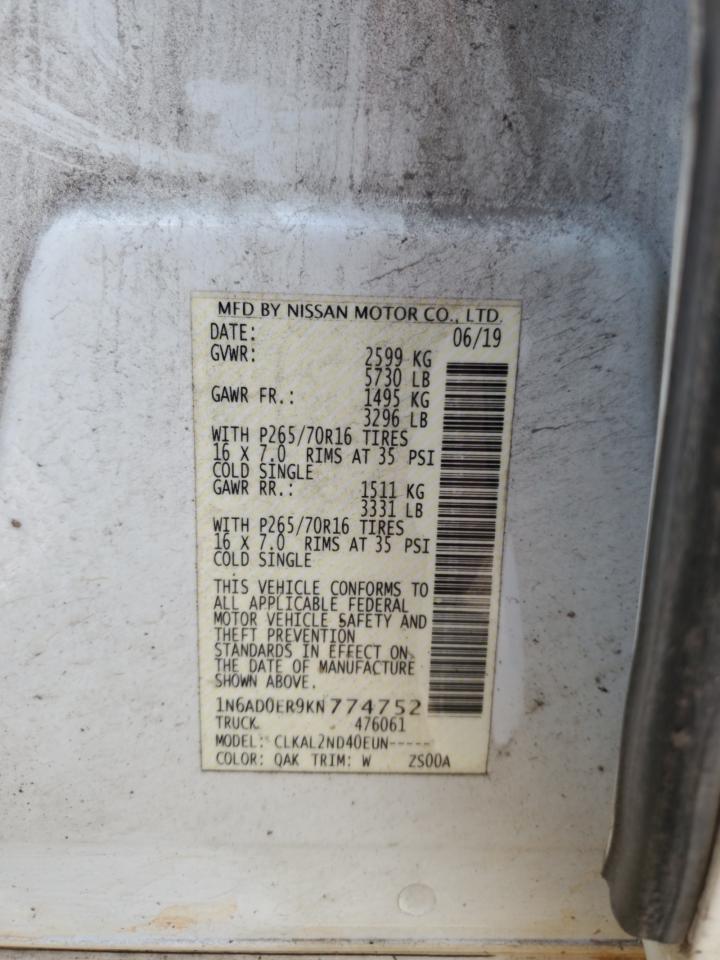 MFD BY NISSAN MOTOR CO., LTD.
DATE: 06/19
GVWR: 2599 KG
5730 LB
GAWR FR.: 1495 KG
3296 LB
WITH P265/70R16 TIRES
16 X 7.0 RIMS AT 35 PSI
COLD SINGLE
GAWR RR.: 1511 KG
3331 LB
WITH P265/70R16 TIRES
16 X 7.0 RIMS AT 35 PSI
COLD SINGLE
THIS VEHICLE CONFORMS TO
ALL APPLICABLE FEDERAL
MOTOR VEHICLE SAFETY AND
THEFT PREVENTION
STANDARDS IN EFFECT ON
THE DATE OF MANUFACTURE
SHOWN ABOVE.
1N6AD0ER9KN774752
TRUCK 476061
MODEL: CLKAL2ND40EUN-----
COLOR: QAK TRIM: W ZS00A